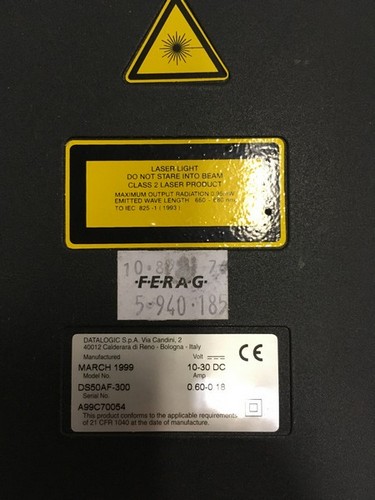 LASER LIGHT
DO NOT STARE INTO BEAM
CLASS 2 LASER PRODUCT
MAXIMUM OUTPUT RADIATION
EMITTED WAVE LENGTH
TO IEC 825 -1 ( 1993 )
·FERAG·
5-940-185
DATALOGIC S.p.A. Via Candini, 2
40012 Calderara di Reno - Bologna - Italy
Manufactured Volt
MARCH 1999 10-30 DC
Model No. Amp
DS50AF-300 0.60-0.18
Serial No.
A99C70054
This product conforms to the applicable requirements
of 21 CFR 1040 at the date of manufacture.
CE